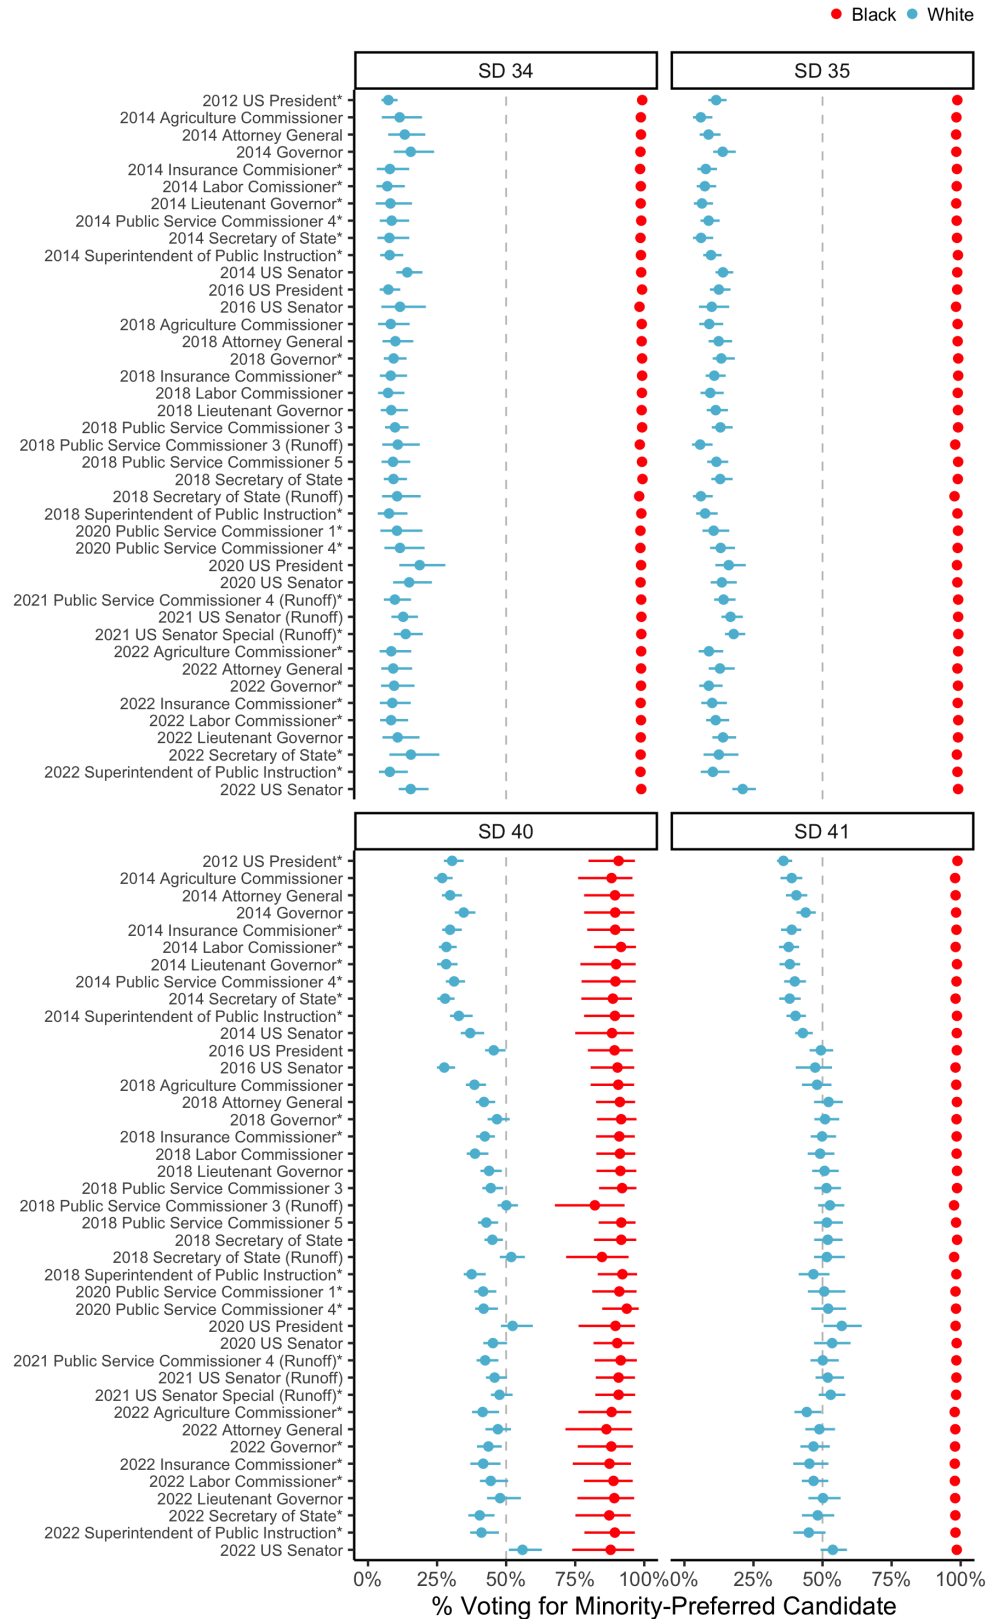 Black White
SD 34 SD 35
2012 US President*
2014 Agriculture Commissioner
2014 Attorney General
2014 Governor
2014 Insurance Commisioner*
2014 Labor Comissioner*
2014 Lieutenant Governor*
2014 Public Service Commissioner 4*
2014 Secretary of State*
2014 Superintendent of Public Instruction*
2014 US Senator
2016 US President
2016 US Senator
2018 Agriculture Commissioner
2018 Attorney General
2018 Governor*
2018 Insurance Commissioner*
2018 Labor Commissioner
2018 Lieutenant Governor
2018 Public Service Commissioner 3
2018 Public Service Commissioner 3 (Runoff)
2018 Public Service Commissioner 5
2018 Secretary of State
2018 Secretary of State (Runoff)
2018 Superintendent of Public Instruction*
2020 Public Service Commissioner 1*
2020 Public Service Commissioner 4*
2020 US President
2020 US Senator
2021 Public Service Commissioner 4 (Runoff)*
2021 US Senator (Runoff)
2021 US Senator Special (Runoff)*
2022 Agriculture Commissioner*
2022 Attorney General
2022 Governor*
2022 Insurance Commissioner*
2022 Labor Commissioner*
2022 Lieutenant Governor
2022 Secretary of State*
2022 Superintendent of Public Instruction*
2022 US Senator
SD 40 SD 41
2012 US President*
2014 Agriculture Commissioner
2014 Attorney General
2014 Governor
2014 Insurance Commisioner*
2014 Labor Comissioner*
2014 Lieutenant Governor*
2014 Public Service Commissioner 4*
2014 Secretary of State*
2014 Superintendent of Public Instruction*
2014 US Senator
2016 US President
2016 US Senator
2018 Agriculture Commissioner
2018 Attorney General
2018 Governor*
2018 Insurance Commissioner*
2018 Labor Commissioner
2018 Lieutenant Governor
2018 Public Service Commissioner 3
2018 Public Service Commissioner 3 (Runoff)
2018 Public Service Commissioner 5
2018 Secretary of State
2018 Secretary of State (Runoff)
2018 Superintendent of Public Instruction*
2020 Public Service Commissioner 1*
2020 Public Service Commissioner 4*
2020 US President
2020 US Senator
2021 Public Service Commissioner 4 (Runoff)*
2021 US Senator (Runoff)
2021 US Senator Special (Runoff)*
2022 Agriculture Commissioner*
2022 Attorney General
2022 Governor*
2022 Insurance Commissioner*
2022 Labor Commissioner*
2022 Lieutenant Governor
2022 Secretary of State*
2022 Superintendent of Public Instruction*
2022 US Senator
0% 25% 50% 75% 100% 0% 25% 50% 75% 100%
% Voting for Minority-Preferred Candidate